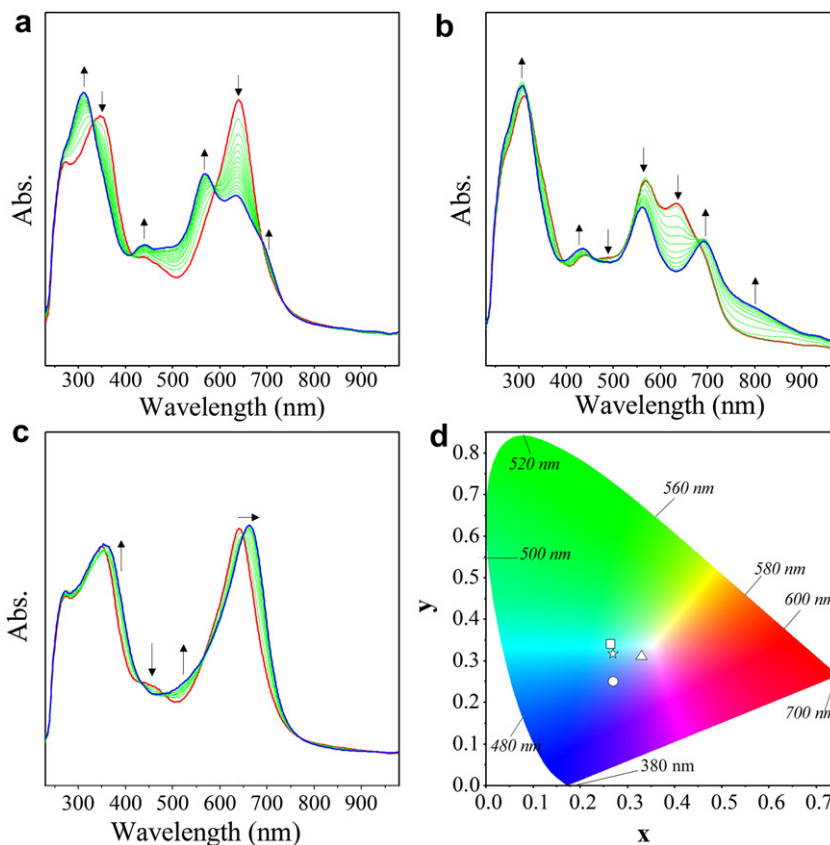 a
b
Abs.
Abs.
300 400 500 600 700 800 900
300 400 500 600 700 800 900
Wavelength (nm)
Wavelength (nm)
c
d
Abs.
300 400 500 600 700 800 900
Wavelength (nm)
0.8
0.7
0.6
0.5
0.4
0.3
0.2
0.1
0.0
y
520 nm
560 nm
500 nm
580 nm
600 nm
700 nm
480 nm
380 nm
0.0 0.1 0.2 0.3 0.4 0.5 0.6 0.7
x